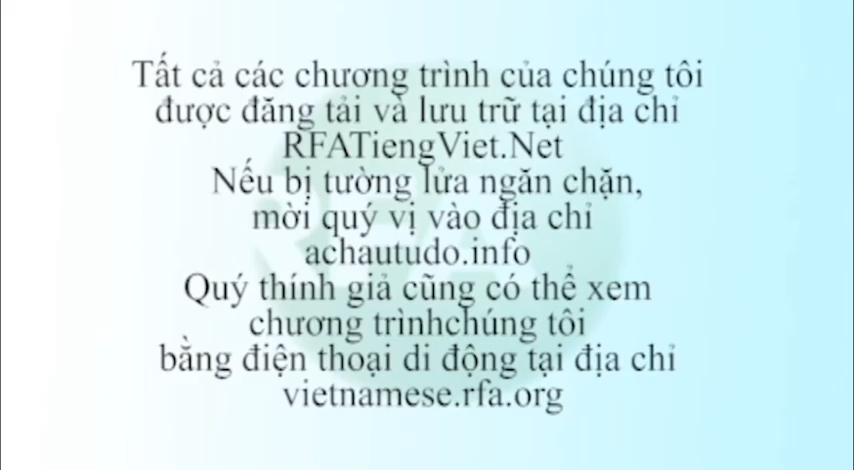 Tất cả các chương trình của chúng tôi
được đăng tải và lưu trữ tại địa chỉ
RFATiengViet.Net
Nếu bị tường lửa ngăn chặn,
mời quý vị vào địa chỉ
achautudo.info
Quý thính giả cũng có thể xem
chương trìnhchúng tôi
bằng điện thoại di động tại địa chỉ
vietnamese.rfa.org
RFA